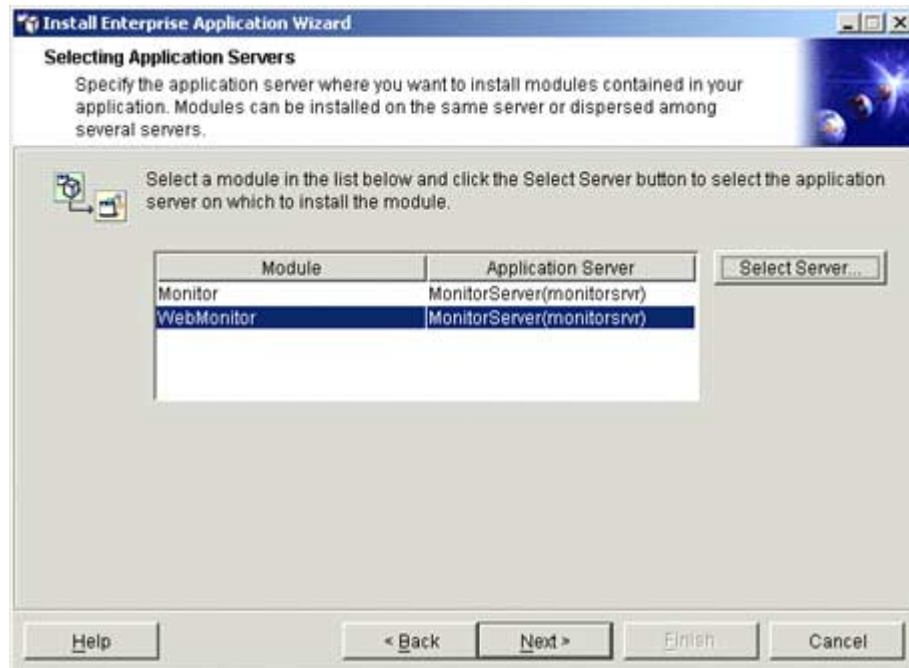 Install Enterprise Application Wizard
Selecting Application Servers
Specify the application server where you want to install modules contained in your
application. Modules can be installed on the same server or dispersed among
several servers.
Select a module in the list below and click the Select Server button to select the application
server on which to install the module.
Module Application Server Select Server...
Monitor MonitorServer(monitorsrvr)
WebMonitor MonitorServer(monitorsrvr)
Help < Back Next > Finish Cancel